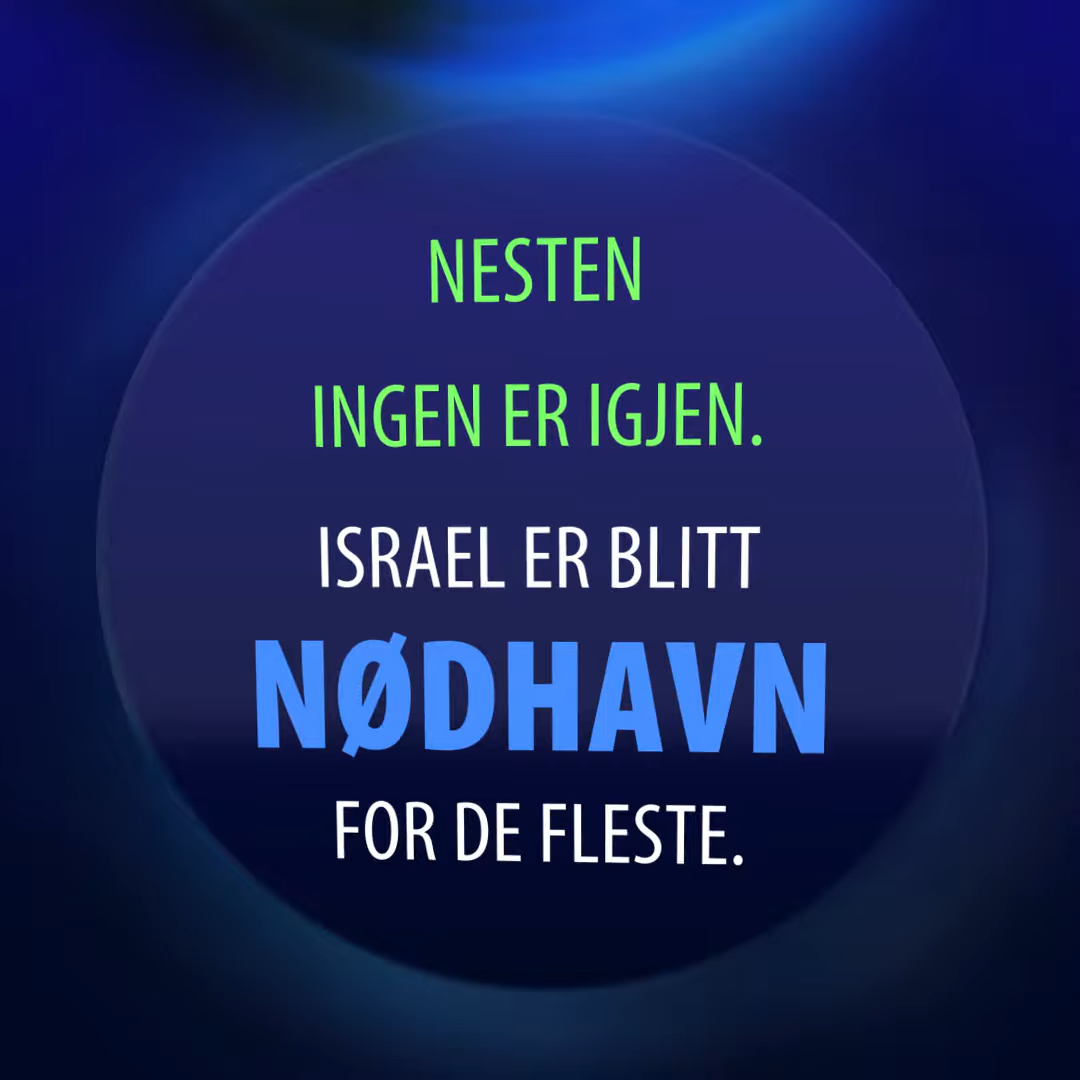 NESTEN
INGEN ER IGJEN.
ISRAEL ER BLITT
NØDHAVN
FOR DE FLESTE.